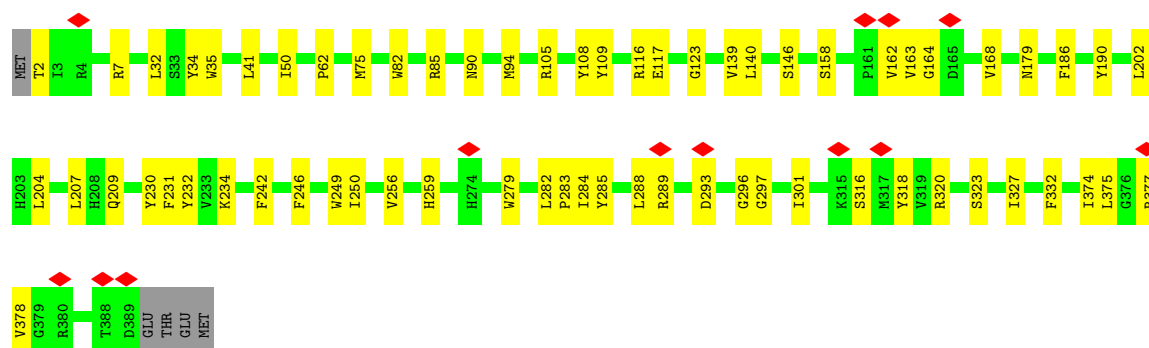 MET T2 I3 R4 R7 L32 S33 Y34 W35 L41 I50 P62 M75 W82 R85 N90 M94 R105 Y108 Y109 R116 E117 G123 V139 L140 S146 S158 P161 V162 V163 G164 D165 V168 N179 F186 Y190 L202
H203 L204 L207 H208 Q209 Y230 F231 Y232 V233 K234 F242 F246 W249 I250 V256 H259 H274 W279 L282 P283 I284 Y285 L288 R289 D293 G296 G297 I301 K315 S316 M317 Y318 V319 R320 S323 I327 F332 I374 L375 G376
V378 G379 R380 T388 D389 GLU THR GLU MET